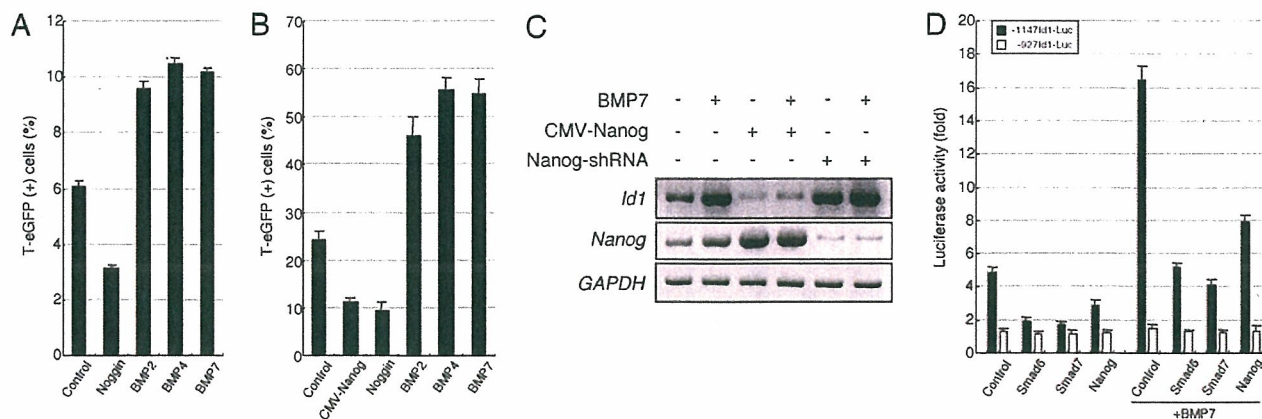 A
T-eGFP (+) cells (%)
12
10
8
6
4
2
0
Control
Noggin
BMP2
BMP4
BMP7
B
T-eGFP (+) cells (%)
60
50
40
30
20
10
0
Control
CMV-Nanog
Noggin
BMP2
BMP4
BMP7
C
BMP7 - + - + - +
CMV-Nanog - - + + - -
Nanog-shRNA - - - - + +
Id1
Nanog
GAPDH
D
Luciferase activity (fold)
20
18
16
14
12
10
8
6
4
2
0
-1147Id1-Luc
-927Id1-Luc
Control
Smad6
Smad7
Nanog
Control
Smad6
Smad7
Nanog
+BMP7